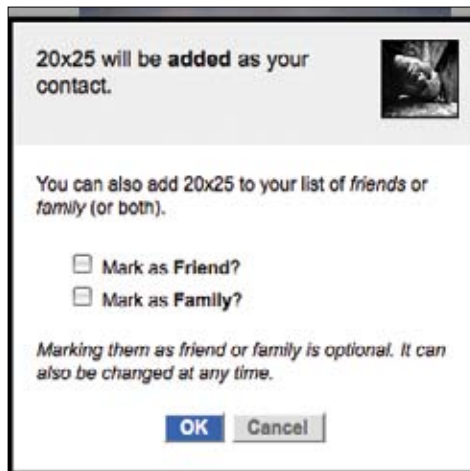 20x25 will be added as your
contact.
You can also add 20x25 to your list of friends or
family (or both).
Mark as Friend?
Mark as Family?
Marking them as friend or family is optional. It can
also be changed at any time.
OK Cancel